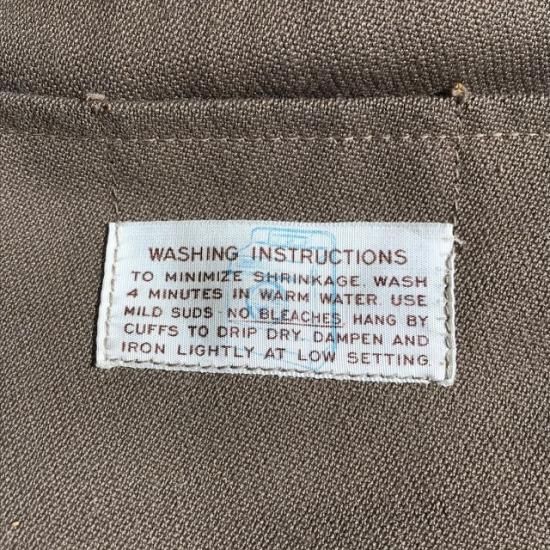 WASHING INSTRUCTIONS
TO MINIMIZE SHRINKAGE, WASH
4 MINUTES IN WARM WATER. USE
MILD SUDS. NO BLEACHES. HANG BY
CUFFS TO DRIP DRY. DAMPEN AND
IRON LIGHTLY AT LOW SETTING